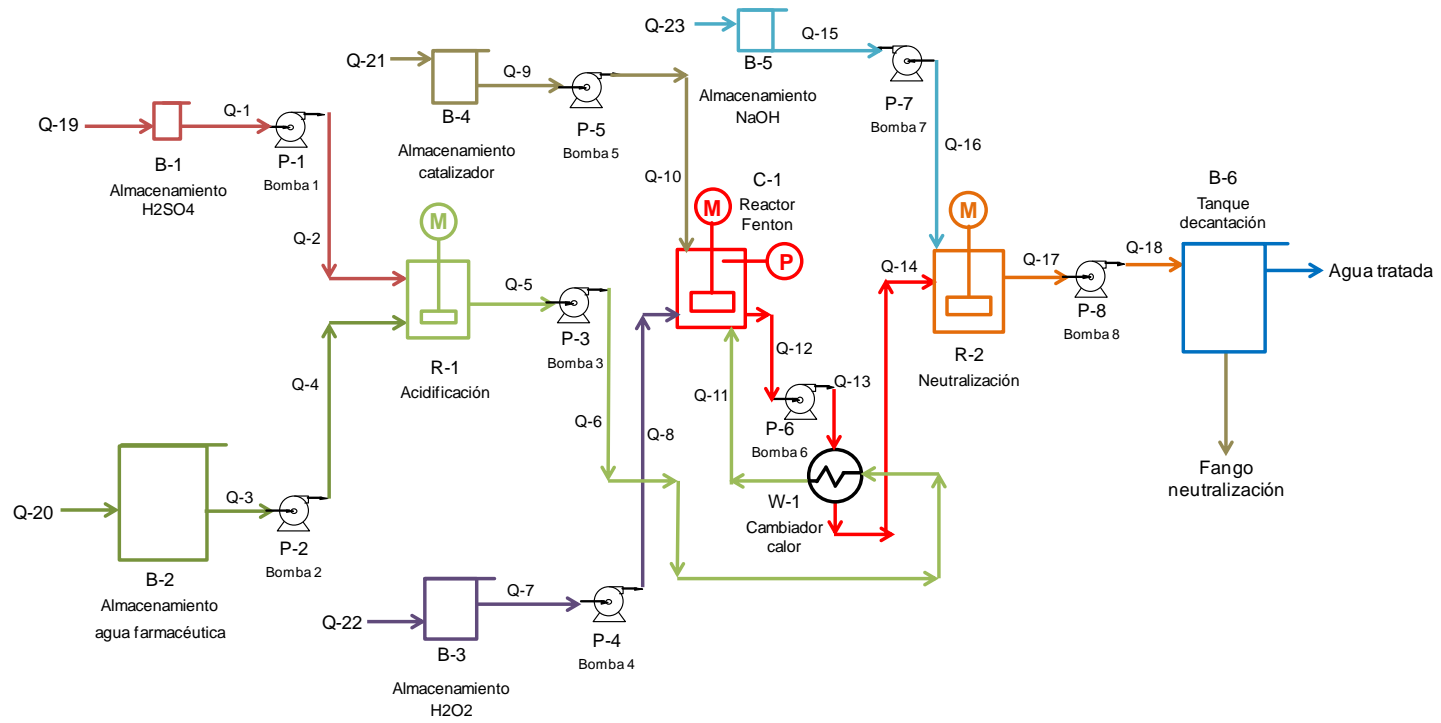 Q-23
Q-15
B-5
Almacenamiento
NaOH
P-7
Bomba 7
Q-16
Q-21
Q-9
B-4
Almacenamiento
catalizador
P-5
Bomba 5
Q-10
Q-19
Q-1
B-1
Almacenamiento
H2SO4
P-1
Bomba 1
Q-2
M
R-1
Acidificación
Q-5
P-3
Bomba 3
Q-6
C-1
Reactor
Fenton
M
P
Q-12
P-6
Bomba 6
Q-13
Q-11
Q-8
W-1
Cambiador
calor
Q-14
M
R-2
Neutralización
Q-17
P-8
Bomba 8
Q-18
B-6
Tanque
decantación
Agua tratada
Fango
neutralización
Q-4
Q-20
Q-3
B-2
Almacenamiento
agua farmacéutica
P-2
Bomba 2
Q-22
Q-7
B-3
Almacenamiento
H2O2
P-4
Bomba 4